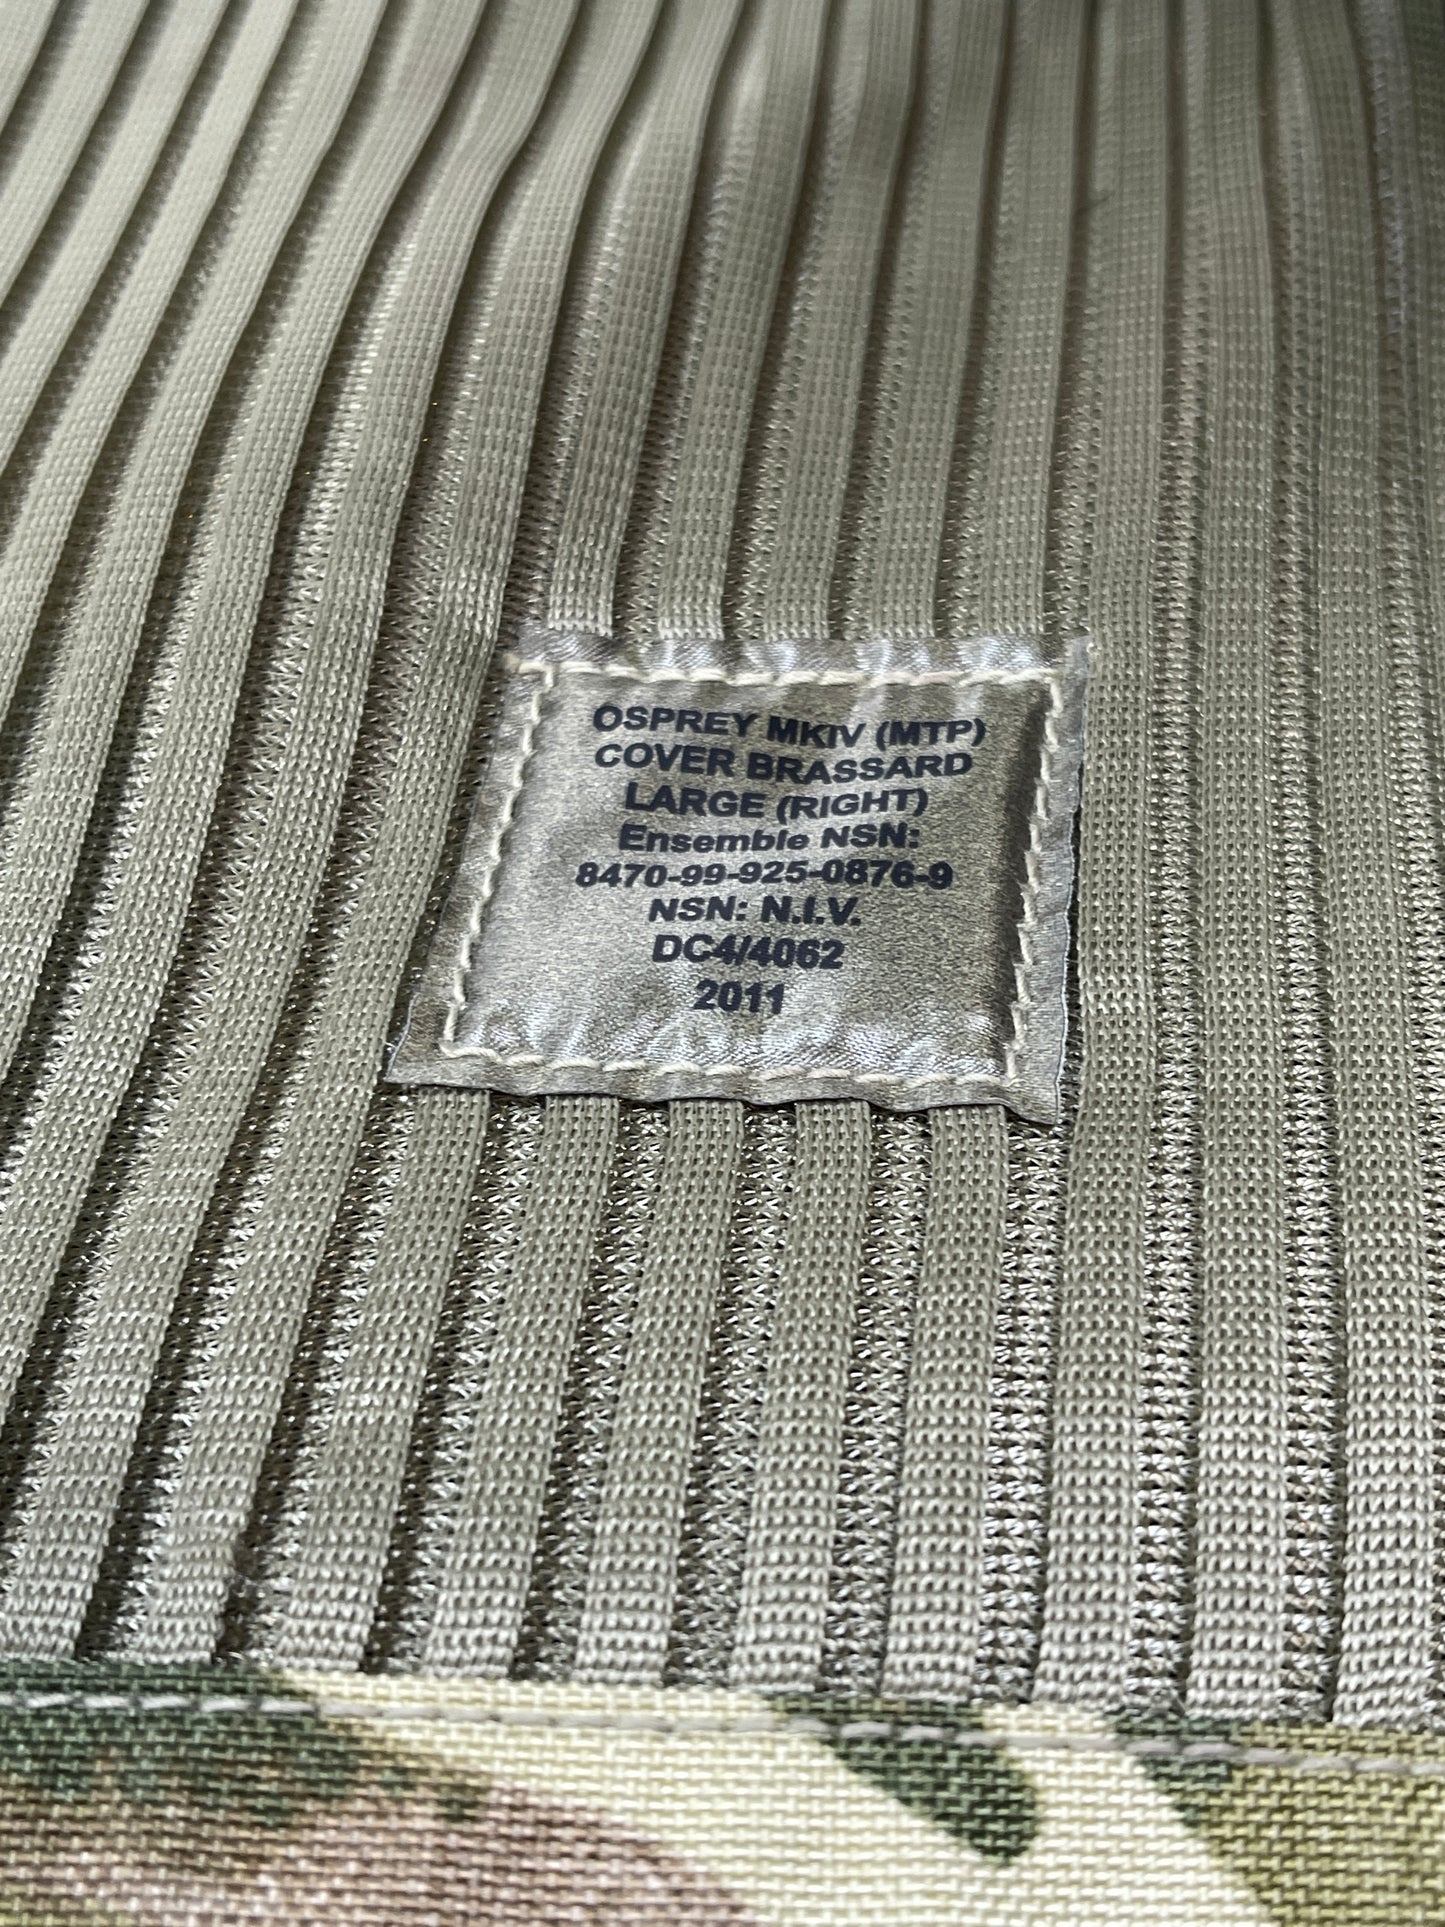 OSPREY MKIV (MTP)
COVER BRASSARD
LARGE (RIGHT)
Ensemble NSN:
8470-99-925-0876-9
NSN: N.I.V.
DC4/4062
2011